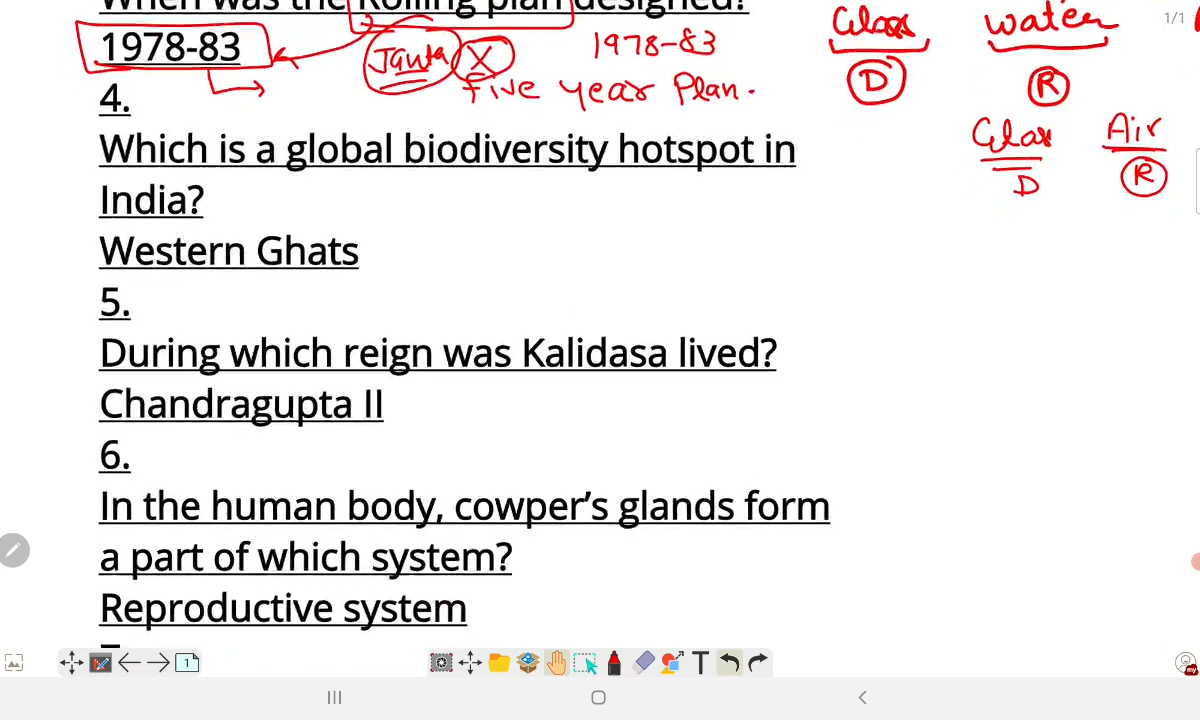 When was the Rolling plan designed?
1978-83
Janta X 1978-83
five year Plan.
Glass water
D R
Glass Air
D R
1/1
4.
Which is a global biodiversity hotspot in
India?
Western Ghats
5.
During which reign was Kalidasa lived?
Chandragupta II
6.
In the human body, cowper's glands form
a part of which system?
Reproductive system
1
T